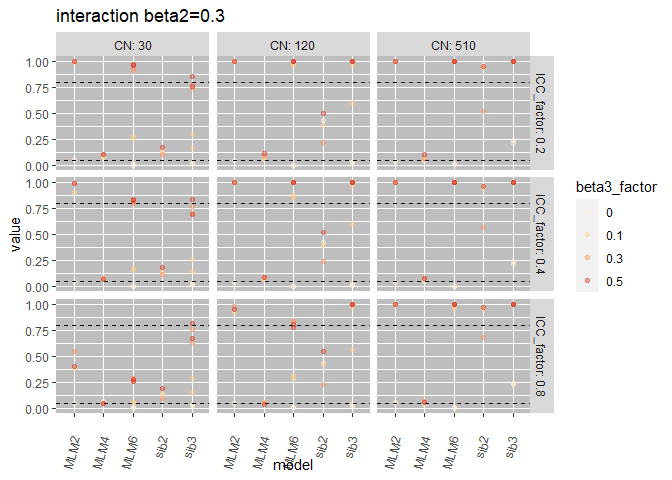 interaction beta2=0.3
CN: 30
CN: 120
CN: 510
1.00
0.75
0.50
0.25
0.00
ICC_factor: 0.2
1.00
0.75
0.50
0.25
0.00
ICC_factor: 0.4
1.00
0.75
0.50
0.25
0.00
ICC_factor: 0.8
value
MLM2
MLM4
MLM6
sib2
sib3
MLM2
MLM4
MLM6
sib2
sib3
MLM2
MLM4
MLM6
sib2
sib3
model
beta3_factor
0
0.1
0.3
0.5